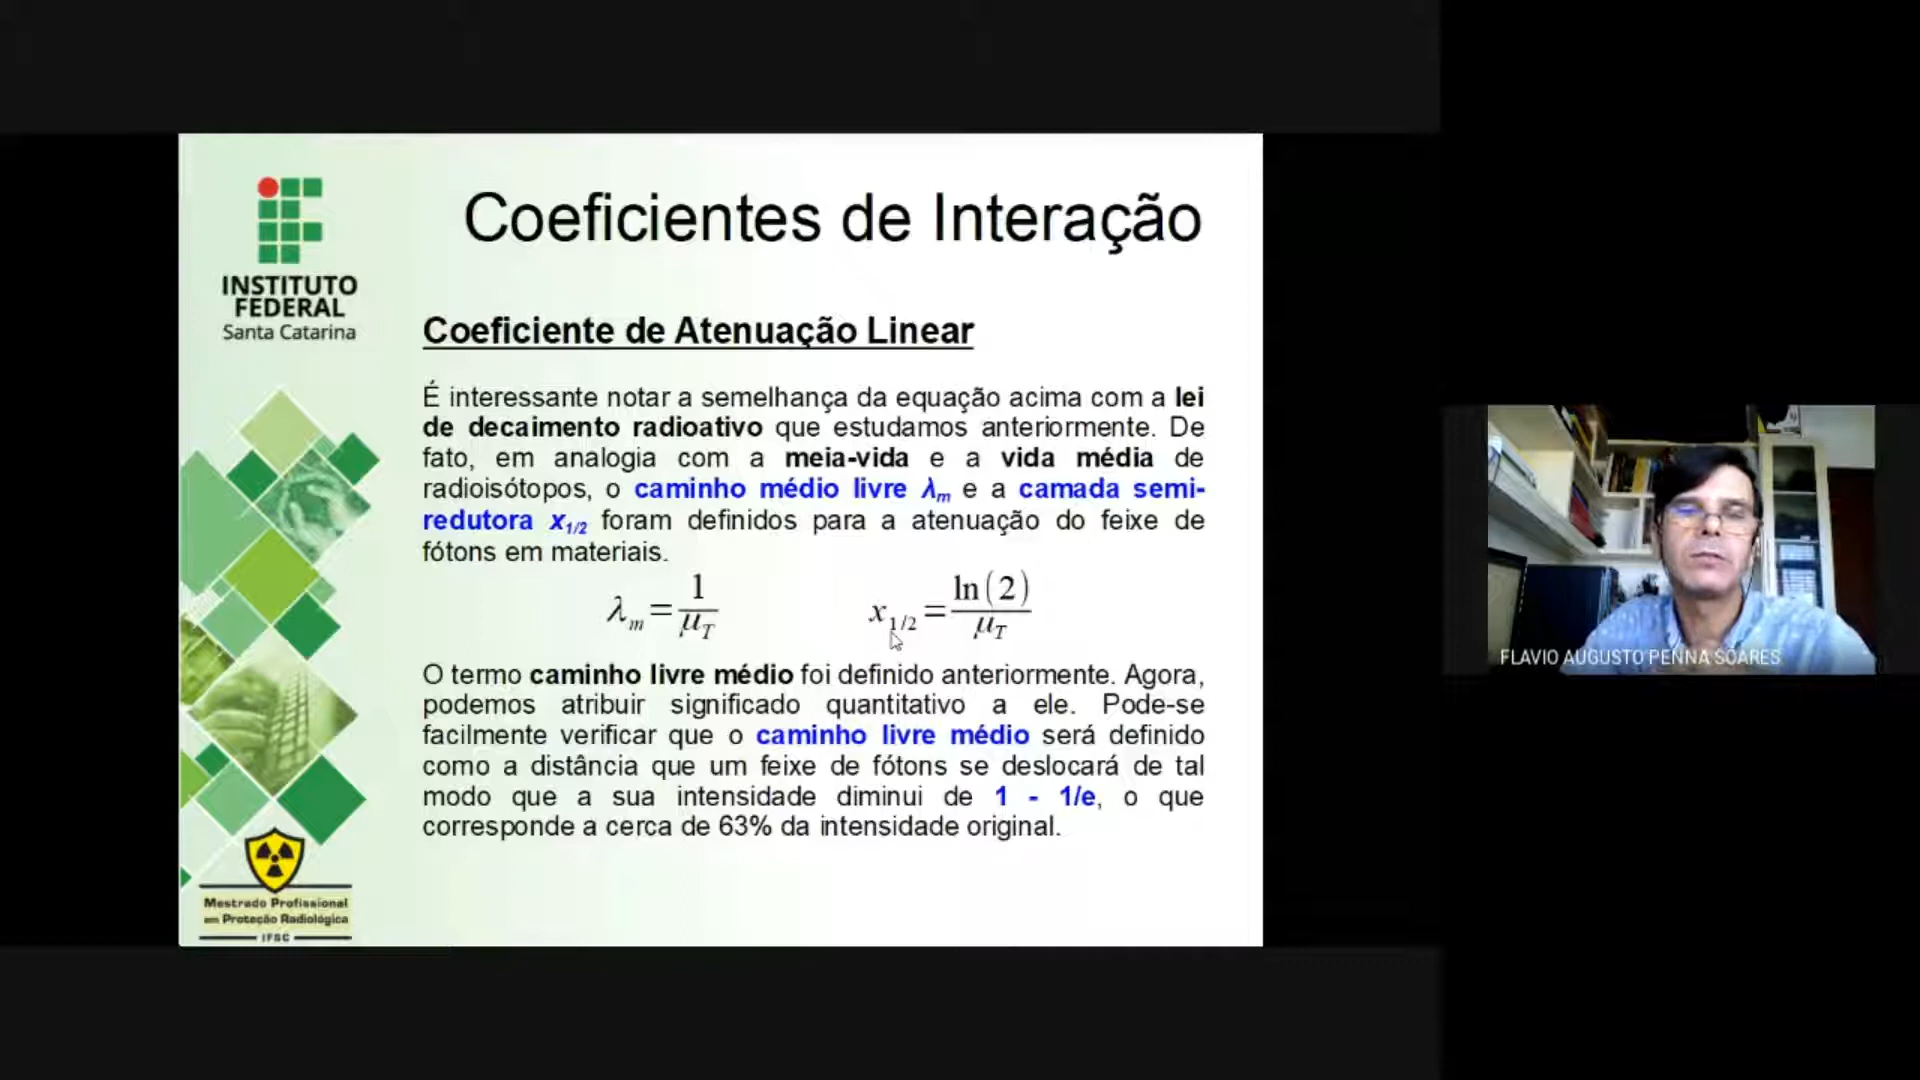 INSTITUTO
FEDERAL
Santa Catarina
Coeficientes de Interação
Coeficiente de Atenuação Linear
É interessante notar a semelhança da equação acima com a lei
de decaimento radioativo que estudamos anteriormente. De
fato, em analogia com a meia-vida e a vida média de
radioisótopos, o caminho médio livre λm e a camada semi-
redutora x1/2 foram definidos para a atenuação do feixe de
fótons em materiais.
λm = 1/μT    x1/2 = ln(2)/μT
O termo caminho livre médio foi definido anteriormente. Agora,
podemos atribuir significado quantitativo a ele. Pode-se
facilmente verificar que o caminho livre médio será definido
como a distância que um feixe de fótons se deslocará de tal
modo que a sua intensidade diminui de 1 - 1/e, o que
corresponde a cerca de 63% da intensidade original.
Mestrado Profissional
em Proteção Radiológica
IFSC
FLAVIO AUGUSTO PENNA SOARES